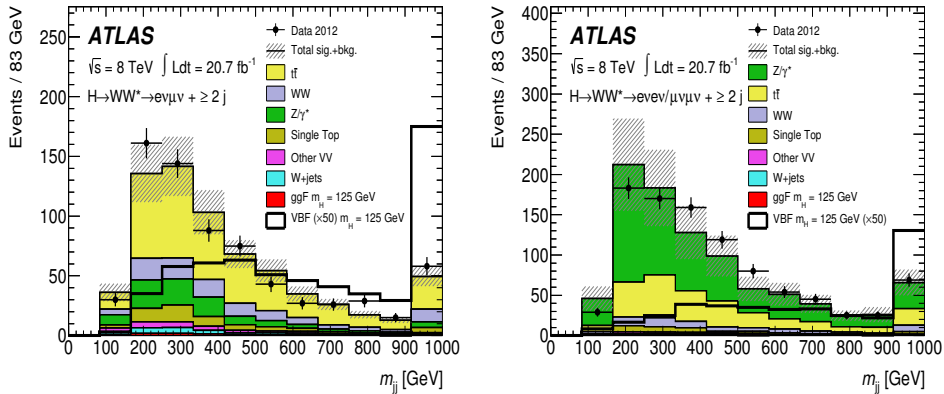 Events / 83 GeV
250
200
150
100
50
0
ATLAS
√s = 8 TeV ∫ Ldt = 20.7 fb⁻¹
H→WW*→eνμν + ≥ 2 j
Data 2012
Total sig.+bkg.
tt̄
WW
Z/γ*
Single Top
Other VV
W+jets
ggF m_H = 125 GeV
VBF (×50) m_H = 125 GeV
0 100 200 300 400 500 600 700 800 900 1000
m_jj [GeV]
Events / 83 GeV
400
350
300
250
200
150
100
50
0
ATLAS
√s = 8 TeV ∫ Ldt = 20.7 fb⁻¹
H→WW*→eνeν/μνμν + ≥ 2 j
Data 2012
Total sig.+bkg.
Z/γ*
tt̄
WW
Single Top
Other VV
W+jets
ggF m_H = 125 GeV
VBF m_H = 125 GeV (×50)
0 100 200 300 400 500 600 700 800 900 1000
m_jj [GeV]